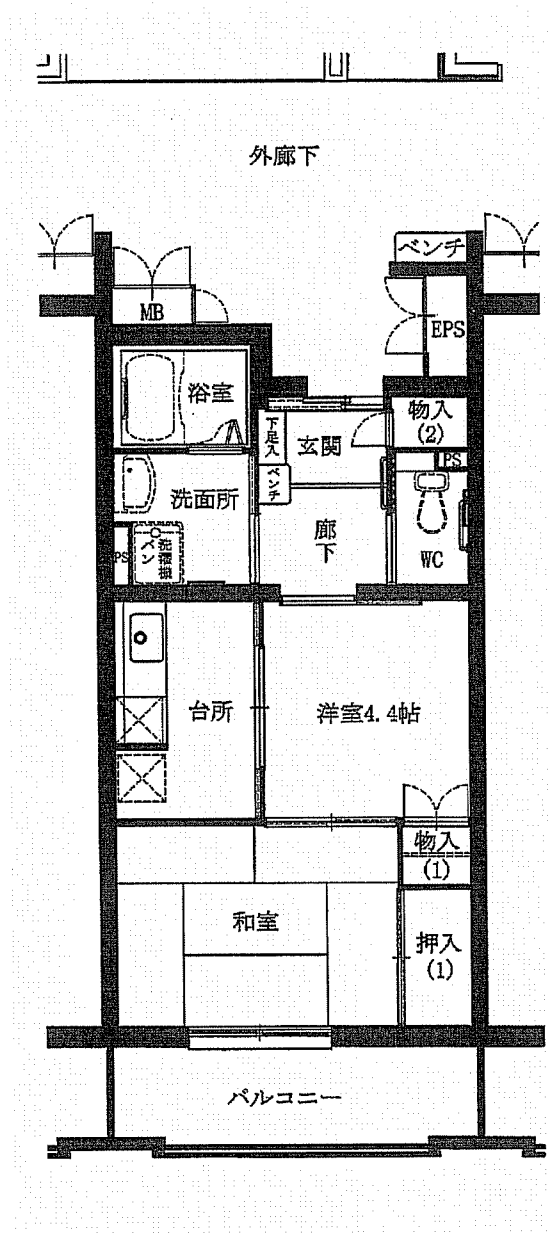 外廊下
ベンチ
MB
EPS
浴室
下足入
玄関
物入
(2)
PS
ベンチ
洗面所
廊下
WC
PS
洗濯機
パン
台所
洋室4.4帖
物入
(1)
和室
押入
(1)
バルコニー